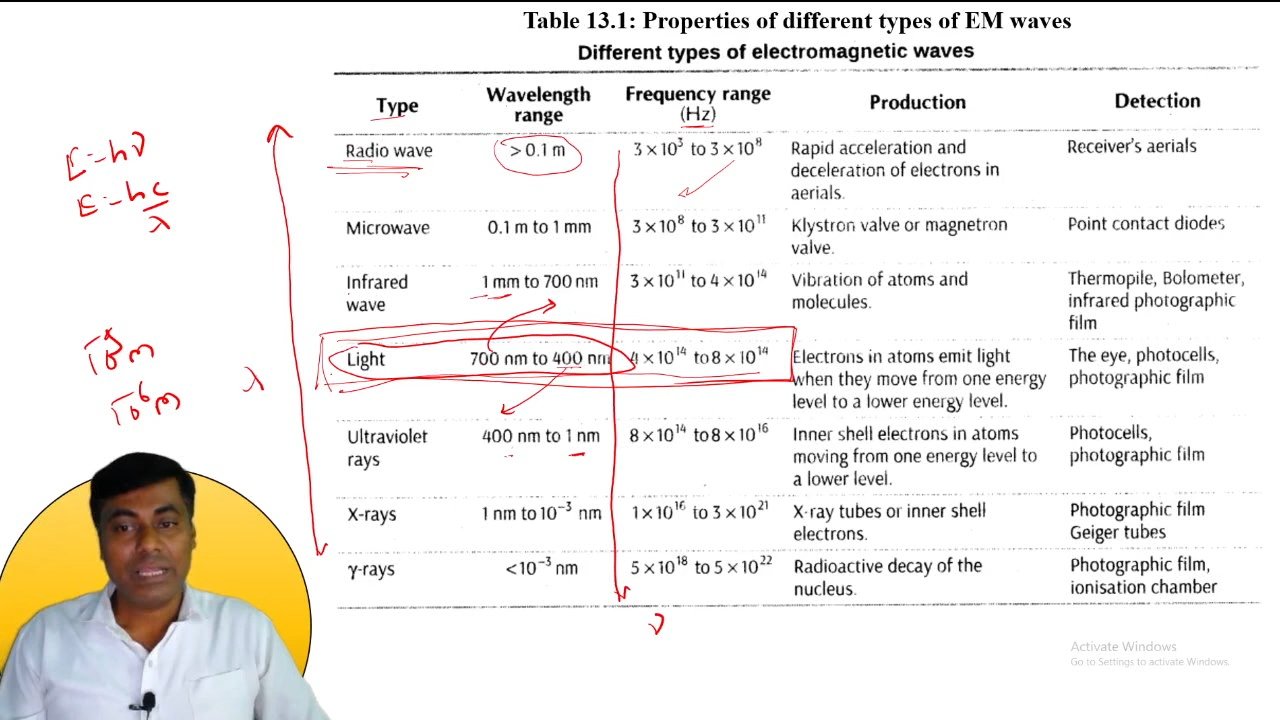 Table 13.1: Properties of different types of EM waves
Different types of electromagnetic waves
Type Wavelength range Frequency range (Hz) Production Detection
Radio wave >0.1 m 3×10³ to 3×10⁸ Rapid acceleration and Receiver's aerials
deceleration of electrons in
aerials.
Microwave 0.1 m to 1 mm 3×10⁸ to 3×10¹¹ Klystron valve or magnetron Point contact diodes
valve.
Infrared 1 mm to 700 nm 3×10¹¹ to 4×10¹⁴ Vibration of atoms and Thermopile, Bolometer,
wave molecules. infrared photographic
film
Light 700 nm to 400 nm 4×10¹⁴ to 8×10¹⁴ Electrons in atoms emit light The eye, photocells,
when they move from one energy photographic film
level to a lower energy level.
Ultraviolet 400 nm to 1 nm 8×10¹⁴ to 8×10¹⁶ Inner shell electrons in atoms Photocells,
rays moving from one energy level to photographic film
a lower level.
X-rays 1 nm to 10⁻³ nm 1×10¹⁶ to 3×10²¹ X-ray tubes or inner shell Photographic film
electrons. Geiger tubes
γ-rays <10⁻³ nm 5×10¹⁸ to 5×10²² Radioactive decay of the Photographic film,
nucleus. ionisation chamber
E=hν
E=hc/λ
λ
ν
Activate Windows
Go to Settings to activate Windows.